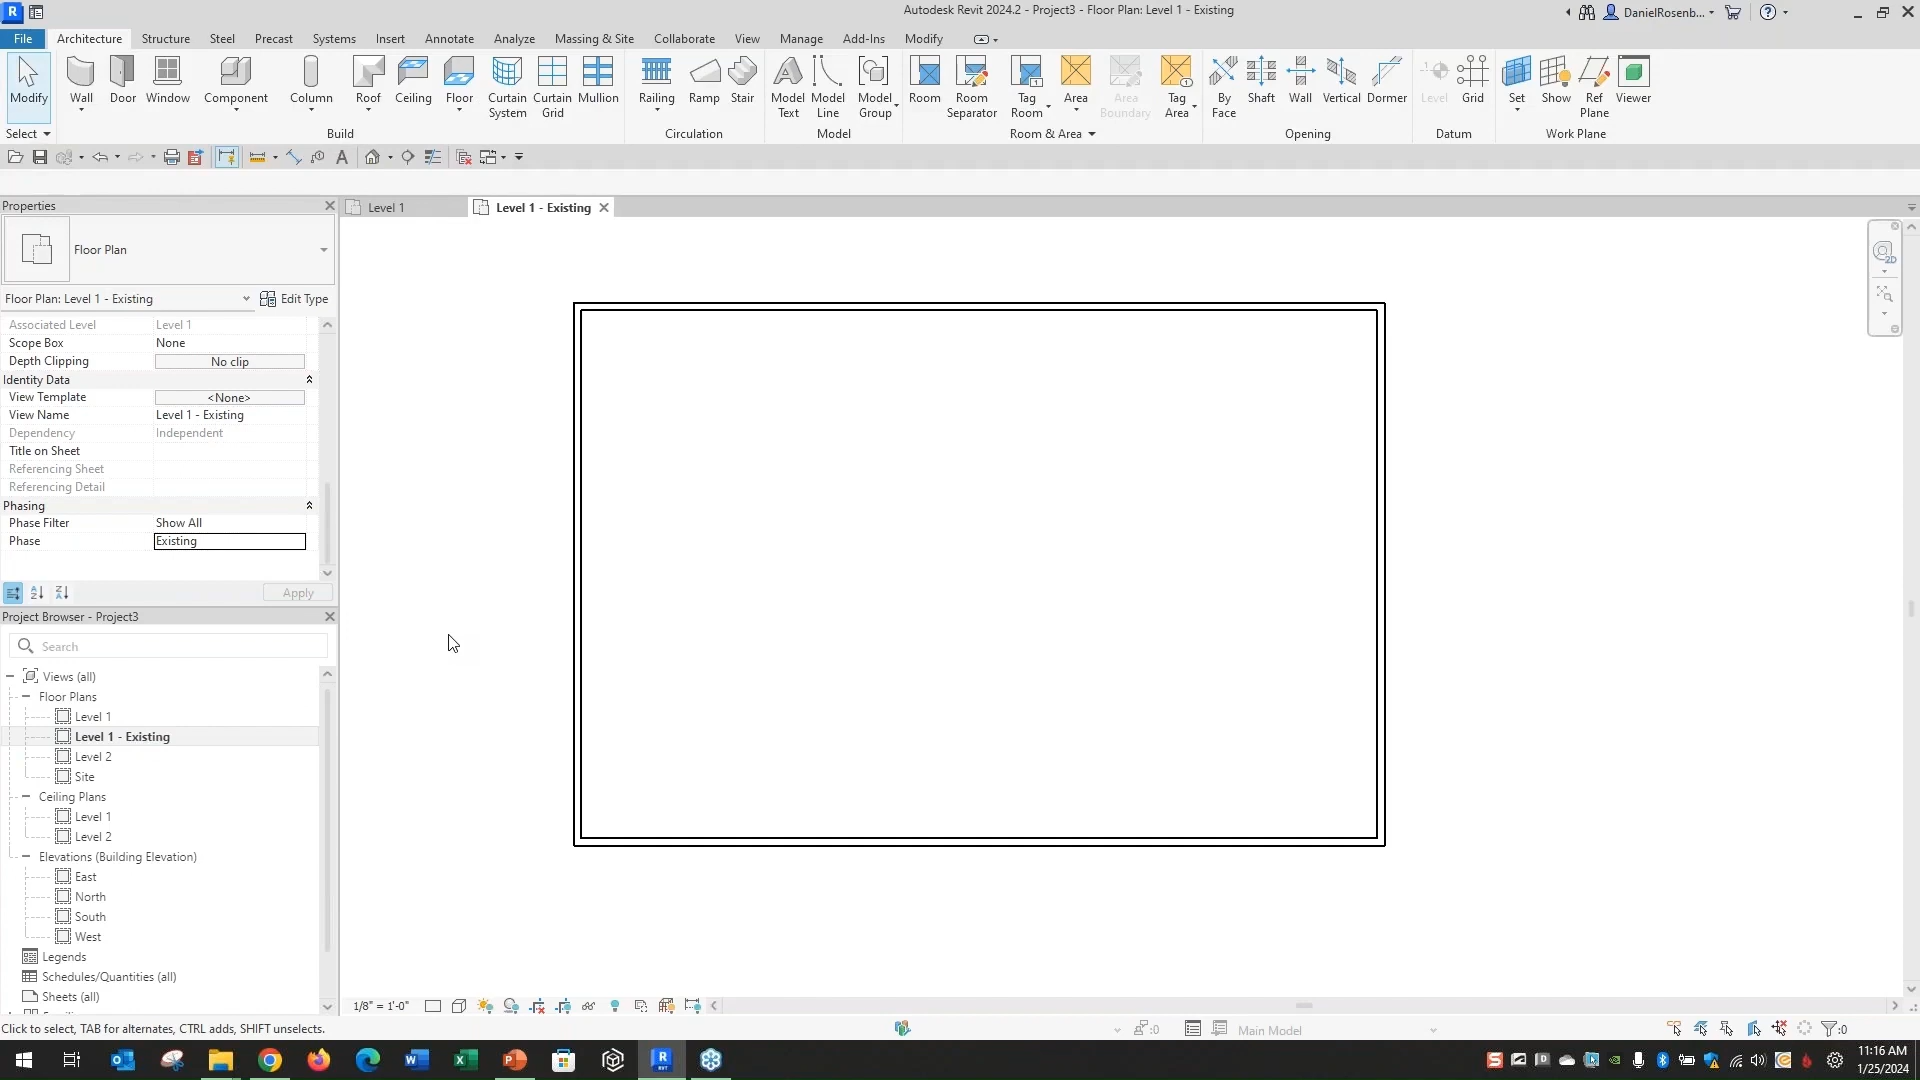 Autodesk Revit 2024.2 - Project3 - Floor Plan: Level 1 - Existing
DanielRosenb...
File Architecture Structure Steel Precast Systems Insert Annotate Analyze Massing & Site Collaborate View Manage Add-Ins Modify
Modify Wall Door Window Component Column Roof Ceiling Floor Curtain System Curtain Grid Mullion Railing Ramp Stair Model Text Model Line Model Group Room Room Separator Tag Room Area Area Boundary Tag Area By Face Shaft Wall Vertical Dormer Level Grid Set Show Ref Plane Viewer
Select Build Circulation Model Room & Area Opening Datum Work Plane
Properties
Level 1
Level 1 - Existing
Floor Plan
Floor Plan: Level 1 - Existing
Edit Type
Associated Level Level 1
Scope Box None
Depth Clipping No clip
Identity Data
View Template <None>
View Name Level 1 - Existing
Dependency Independent
Title on Sheet
Referencing Sheet
Referencing Detail
Phasing
Phase Filter Show All
Phase Existing
Apply
Project Browser - Project3
Search
Views (all)
Floor Plans
Level 1
Level 1 - Existing
Level 2
Site
Ceiling Plans
Level 1
Level 2
Elevations (Building Elevation)
East
North
South
West
Legends
Schedules/Quantities (all)
Sheets (all)
1/8" = 1'-0"
Click to select, TAB for alternates, CTRL adds, SHIFT unselects.
:0
Main Model
:0
11:16 AM
1/25/2024